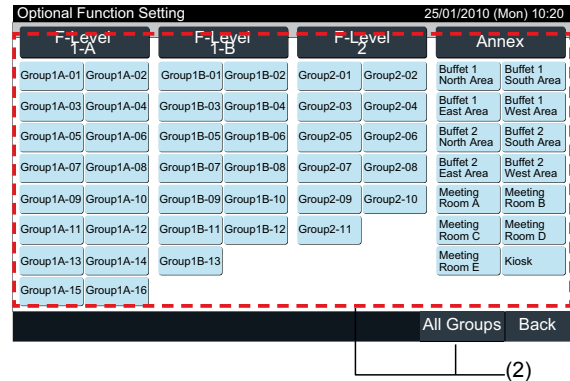 Optional Function Setting 25/01/2010 (Mon) 10:20
F-Level 1-A F-Level 1-B F-Level 2 Annex
Group1A-01 Group1A-02 Group1B-01 Group1B-02 Group2-01 Group2-02 Buffet 1 North Area Buffet 1 South Area
Group1A-03 Group1A-04 Group1B-03 Group1B-04 Group2-03 Group2-04 Buffet 1 East Area Buffet 1 West Area
Group1A-05 Group1A-06 Group1B-05 Group1B-06 Group2-05 Group2-06 Buffet 2 North Area Buffet 2 South Area
Group1A-07 Group1A-08 Group1B-07 Group1B-08 Group2-07 Group2-08 Buffet 2 East Area Buffet 2 West Area
Group1A-09 Group1A-10 Group1B-09 Group1B-10 Group2-09 Group2-10 Meeting Room A Meeting Room B
Group1A-11 Group1A-12 Group1B-11 Group1B-12 Group2-11 Meeting Room C Meeting Room D
Group1A-13 Group1A-14 Group1B-13 Meeting Room E Kiosk
Group1A-15 Group1A-16
All Groups Back
(2)